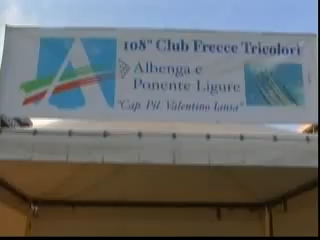 108° Club Frecce Tricolori
Albenga e
Ponente Ligure
"Cap. Pil. Valentino Jansa"